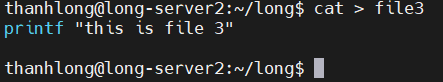 thanhlong@long-server2:~/long$ cat > file3
printf "this is file 3"
thanhlong@long-server2:~/long$